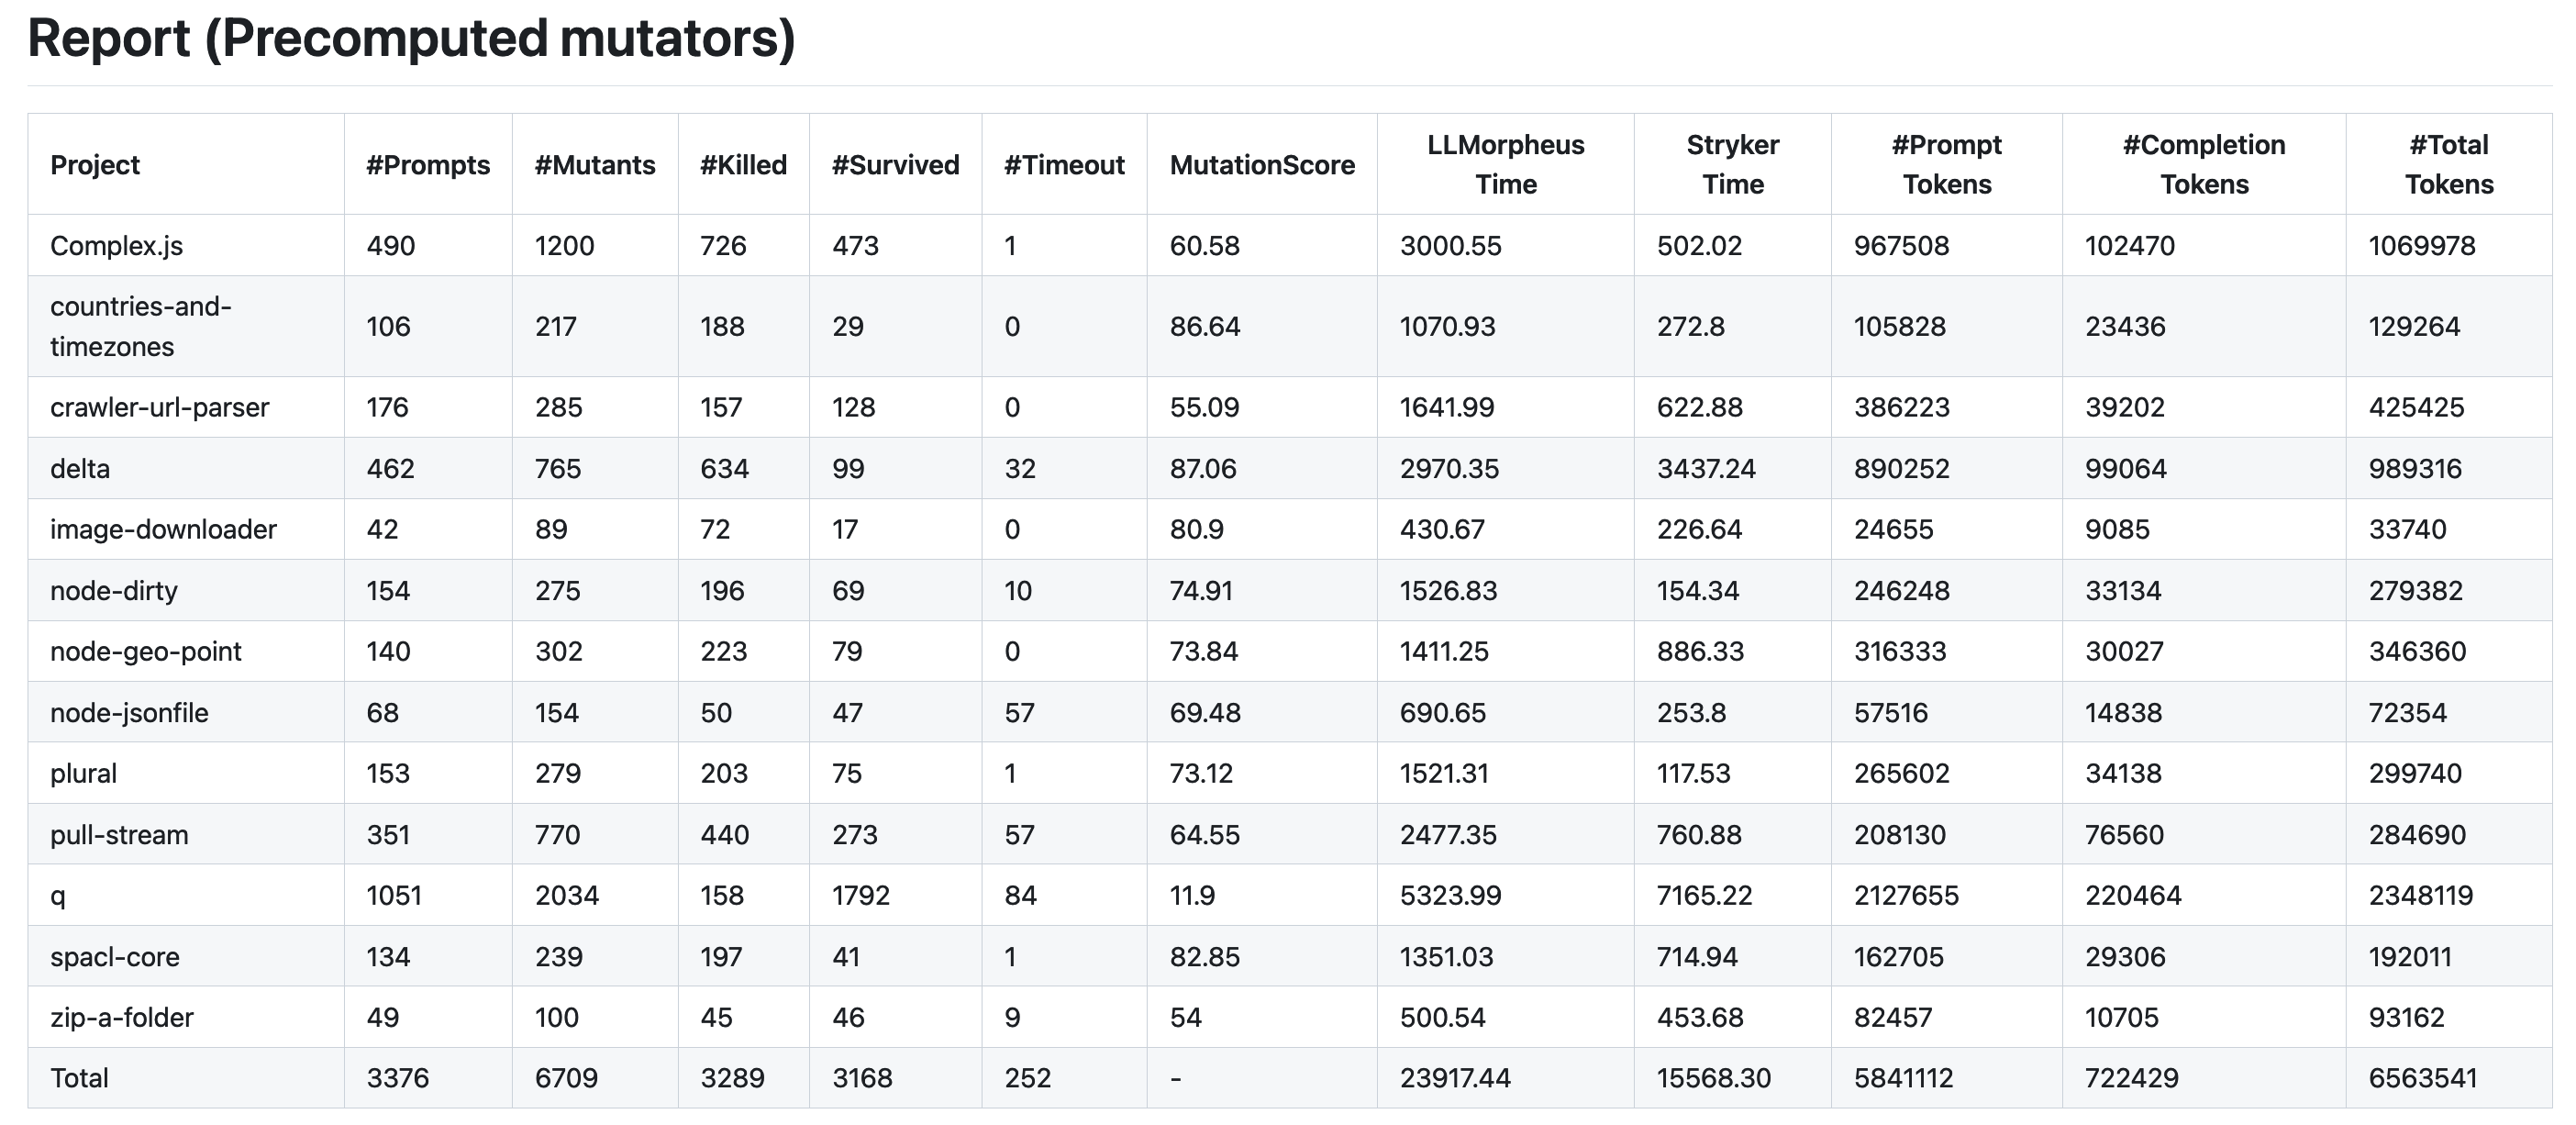 Report (Precomputed mutators)
Project #Prompts #Mutants #Killed #Survived #Timeout MutationScore LLMorpheus Time Stryker Time #Prompt Tokens #Completion Tokens #Total Tokens
Complex.js 490 1200 726 473 1 60.58 3000.55 502.02 967508 102470 1069978
countries-and-timezones 106 217 188 29 0 86.64 1070.93 272.8 105828 23436 129264
crawler-url-parser 176 285 157 128 0 55.09 1641.99 622.88 386223 39202 425425
delta 462 765 634 99 32 87.06 2970.35 3437.24 890252 99064 989316
image-downloader 42 89 72 17 0 80.9 430.67 226.64 24655 9085 33740
node-dirty 154 275 196 69 10 74.91 1526.83 154.34 246248 33134 279382
node-geo-point 140 302 223 79 0 73.84 1411.25 886.33 316333 30027 346360
node-jsonfile 68 154 50 47 57 69.48 690.65 253.8 57516 14838 72354
plural 153 279 203 75 1 73.12 1521.31 117.53 265602 34138 299740
pull-stream 351 770 440 273 57 64.55 2477.35 760.88 208130 76560 284690
q 1051 2034 158 1792 84 11.9 5323.99 7165.22 2127655 220464 2348119
spacl-core 134 239 197 41 1 82.85 1351.03 714.94 162705 29306 192011
zip-a-folder 49 100 45 46 9 54 500.54 453.68 82457 10705 93162
Total 3376 6709 3289 3168 252 - 23917.44 15568.30 5841112 722429 6563541